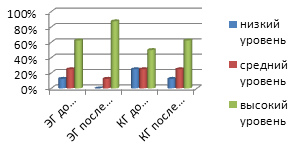 100%
80%
60%
40%
20%
0%
ЭГ до...
ЭГ после...
КГ до...
КГ после...
низкий
уровень
средний
уровень
высокий
уровень